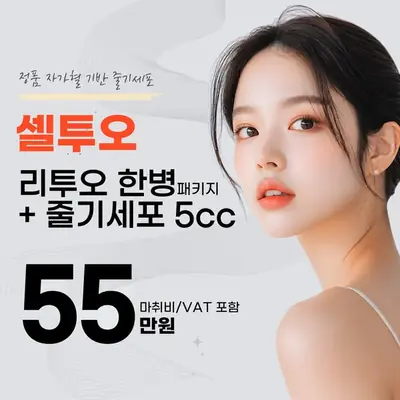 정품 자가혈 기반 줄기세포
셀투오
리투오 한병패키지
+ 줄기세포 5cc
55 마취비/VAT 포함
만원